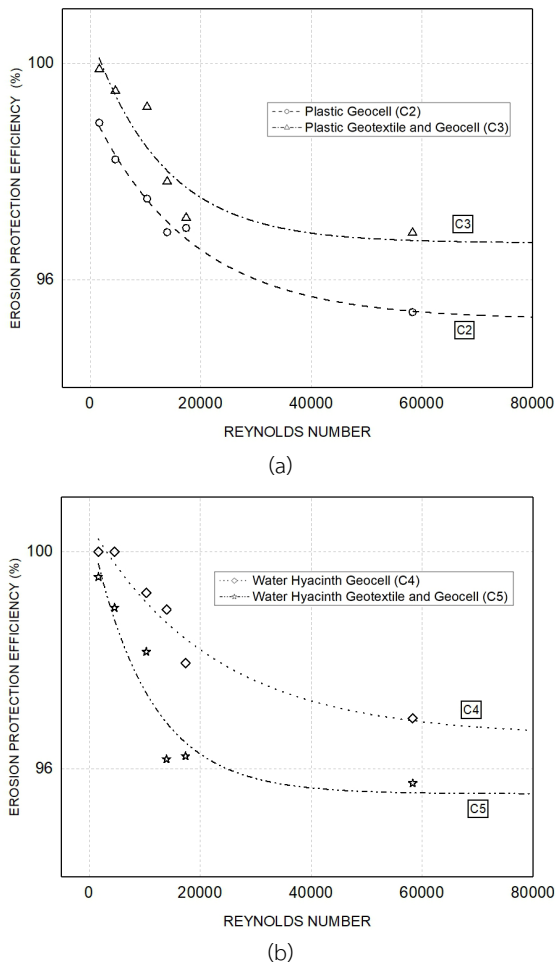 100
Plastic Geocell (C2)
Plastic Geotextile and Geocell (C3)
C3
96
C2
EROSION PROTECTION EFFICIENCY (%)
0 20000 40000 60000 80000
REYNOLDS NUMBER
(a)
100
Water Hyacinth Geocell (C4)
Water Hyacinth Geotextile and Geocell (C5)
C4
96
C5
EROSION PROTECTION EFFICIENCY (%)
0 20000 40000 60000 80000
REYNOLDS NUMBER
(b)